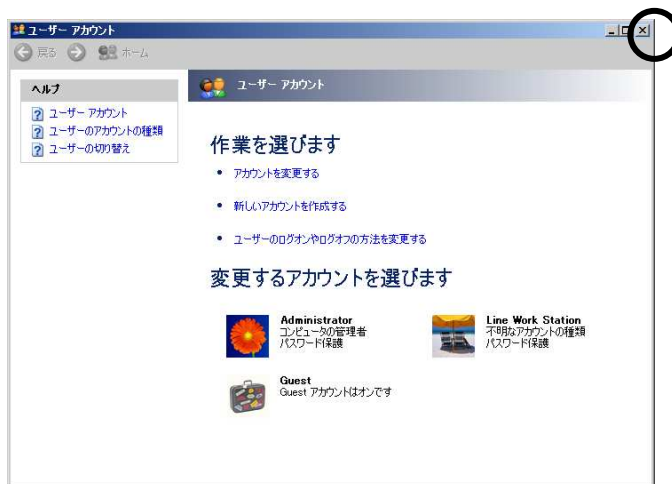 ユーザー アカウント
戻る ホーム
ヘルプ
ユーザー アカウント
ユーザーのアカウントの種類
ユーザーの切り替え
ユーザー アカウント
作業を選びます
• アカウントを変更する
• 新しいアカウントを作成する
• ユーザーのログオンやログオフの方法を変更する
変更するアカウントを選びます
Administrator
コンピュータの管理者
パスワード保護
Line Work Station
不明なアカウントの種類
パスワード保護
Guest
Guest アカウントはオンです